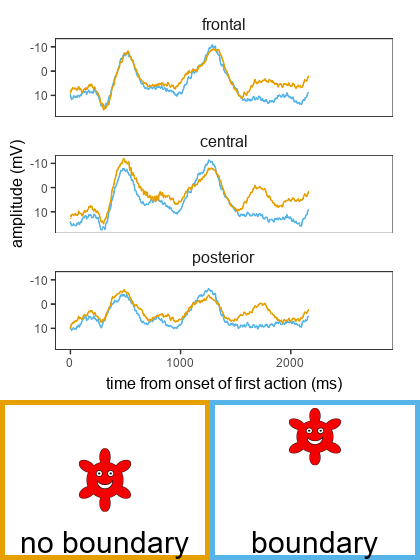 frontal
-10
0
10
central
-10
0
10
amplitude (mV)
posterior
-10
0
10
0 1000 2000
time from onset of first action (ms)
no boundary boundary